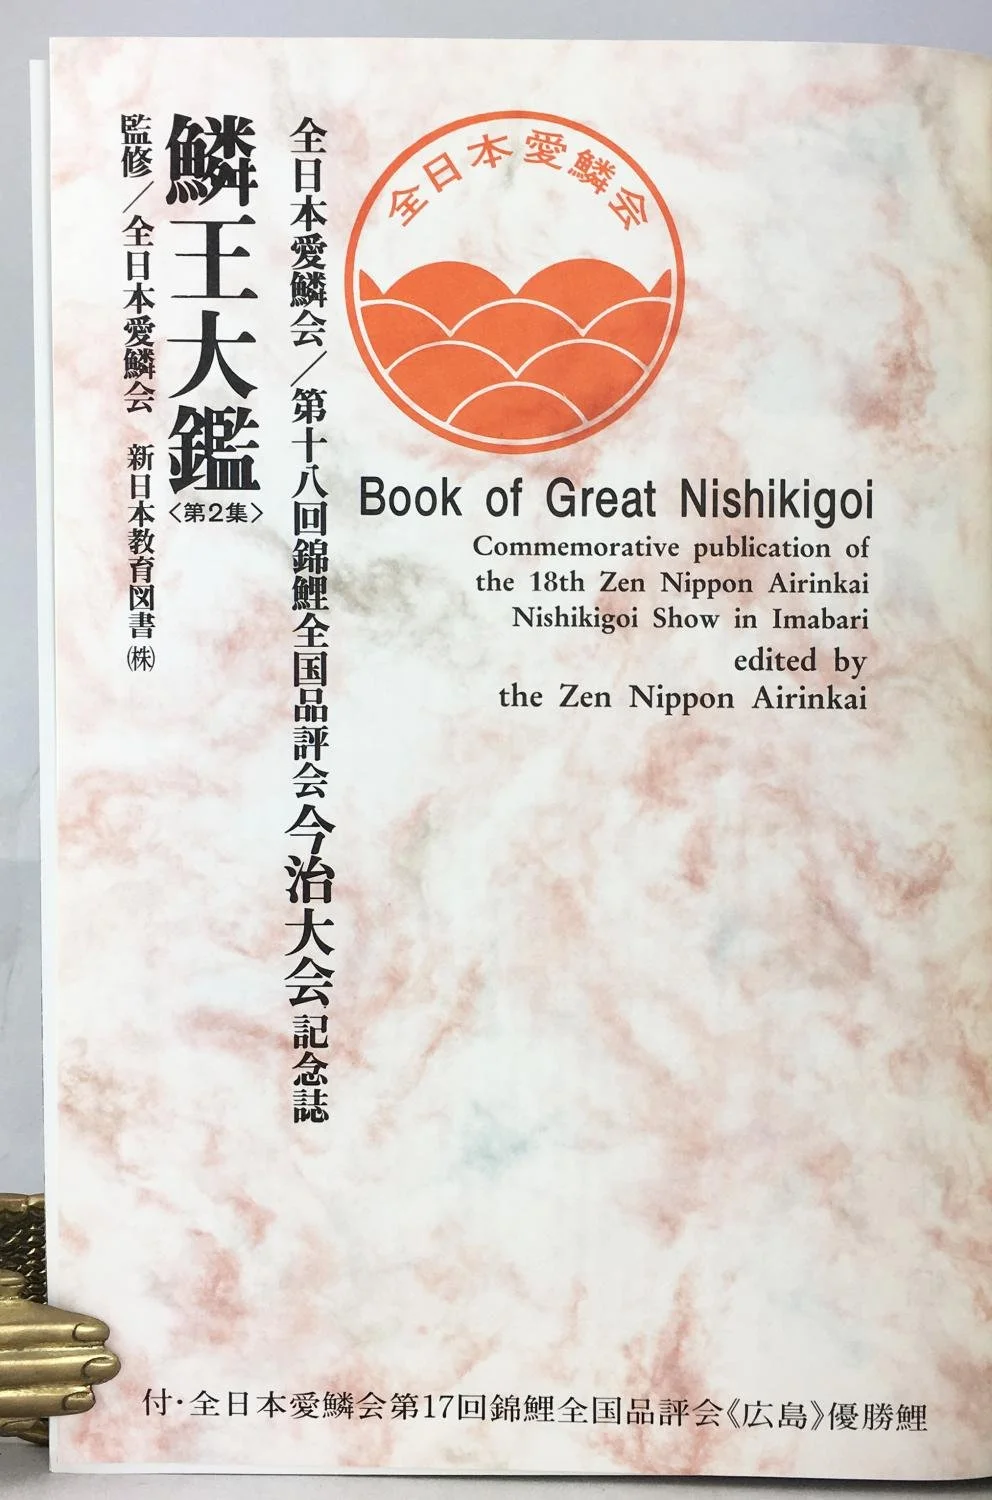 全日本愛鱗会
全日本愛鱗会／第十八回錦鯉全国品評会今治大会記念誌
鱗王大鑑〈第2集〉
監修／全日本愛鱗会　新日本教育図書㈱
Book of Great Nishikigoi
Commemorative publication of
the 18th Zen Nippon Airinkai
Nishikigoi Show in Imabari
edited by
the Zen Nippon Airinkai
付・全日本愛鱗会第17回錦鯉全国品評会《広島》優勝鯉